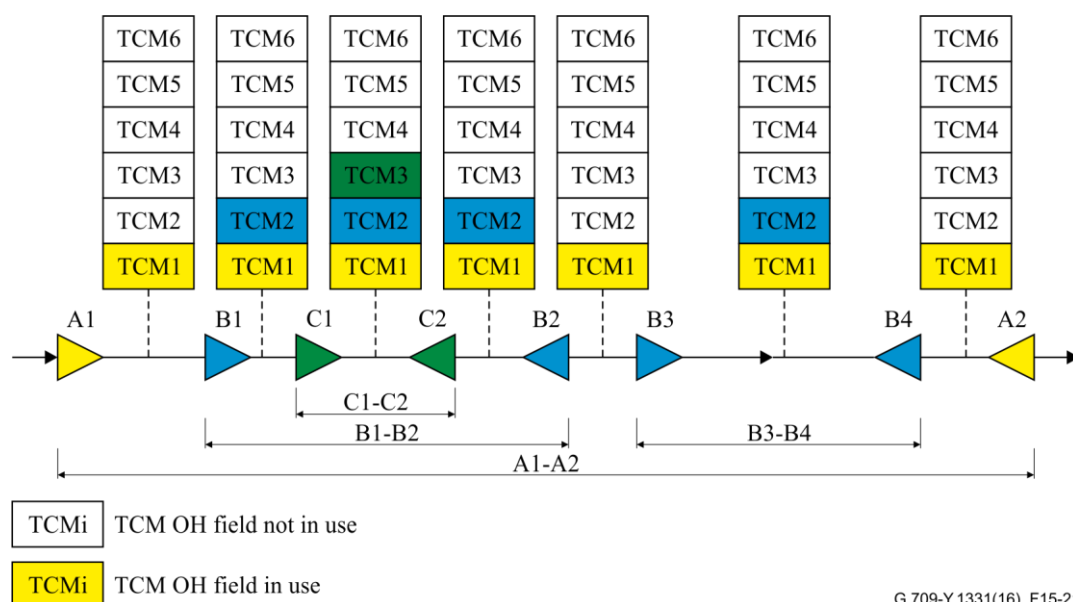 TCM6 TCM6 TCM6 TCM6 TCM6 TCM6 TCM6
TCM5 TCM5 TCM5 TCM5 TCM5 TCM5 TCM5
TCM4 TCM4 TCM4 TCM4 TCM4 TCM4 TCM4
TCM3 TCM3 TCM3 TCM3 TCM3 TCM3 TCM3
TCM2 TCM2 TCM2 TCM2 TCM2 TCM2 TCM2
TCM1 TCM1 TCM1 TCM1 TCM1 TCM1 TCM1
A1 B1 C1 C2 B2 B3 B4 A2
C1-C2
B1-B2 B3-B4
A1-A2
TCMi TCM OH field not in use
TCMi TCM OH field in use